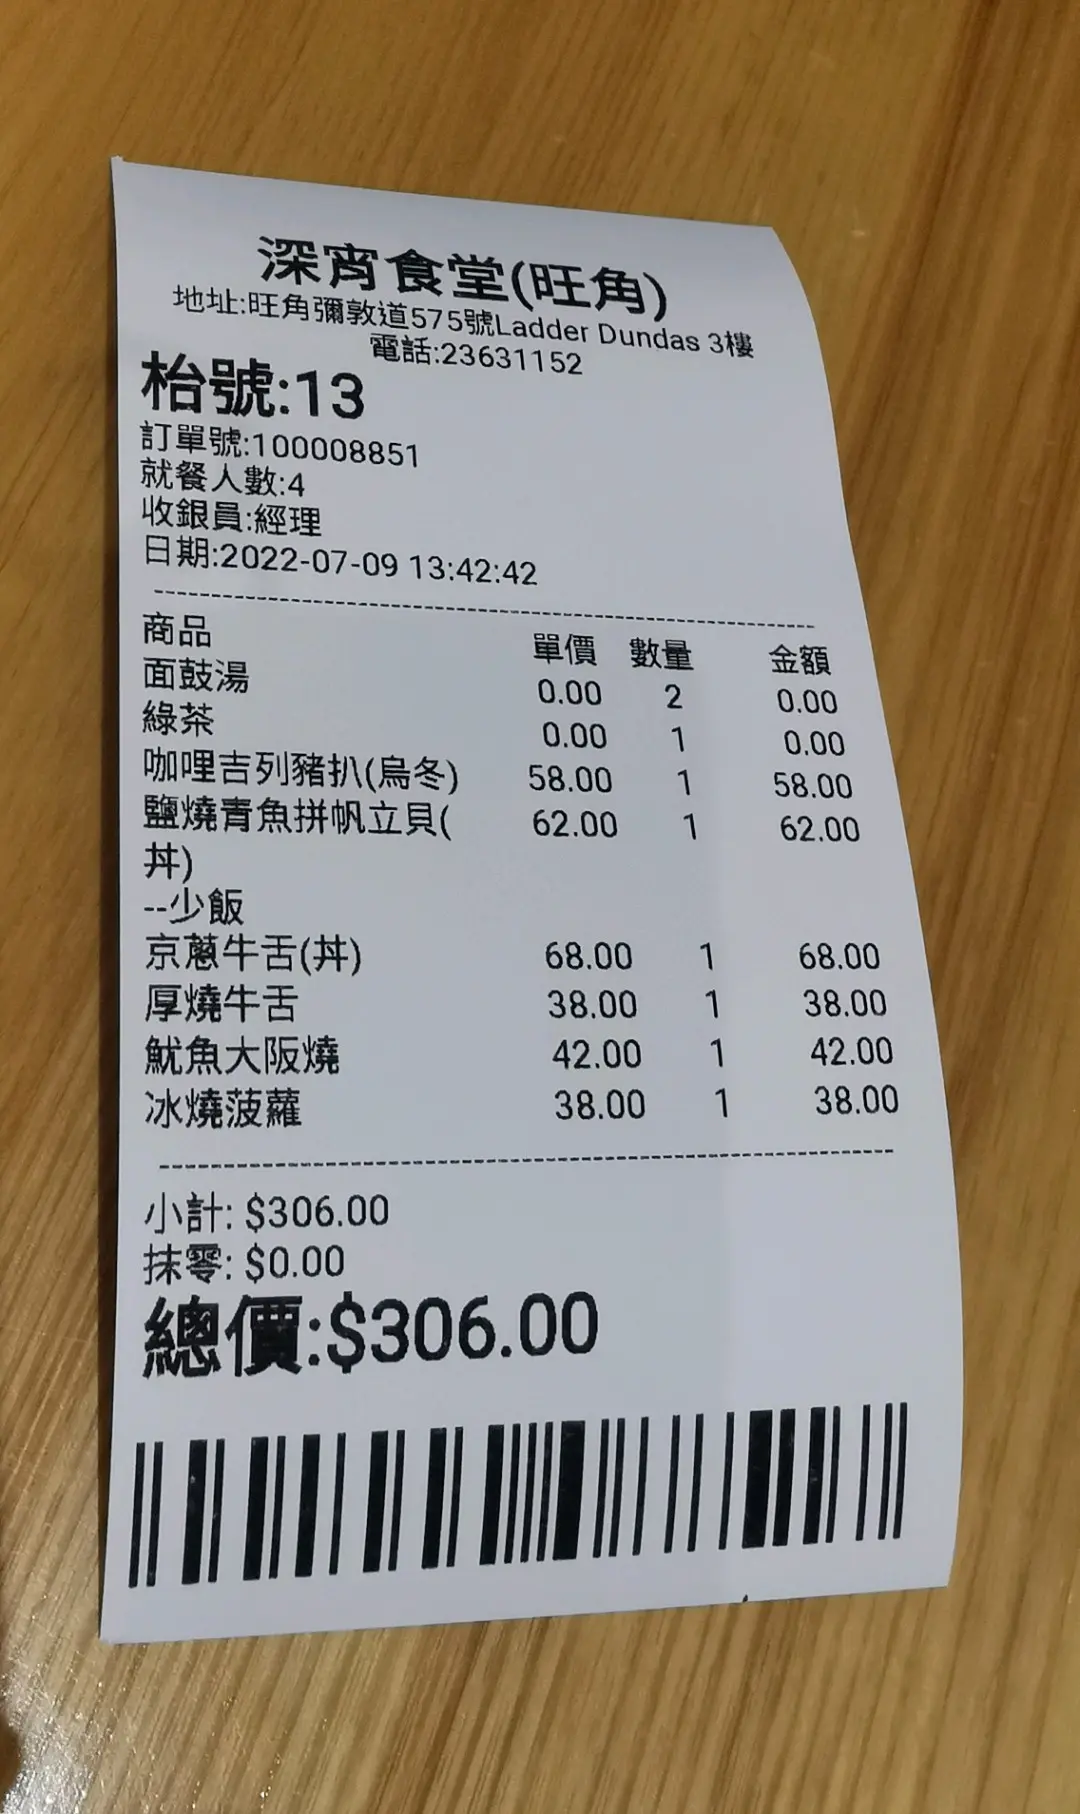 深宵食堂(旺角)
地址:旺角彌敦道575號Ladder Dundas 3樓
電話:23631152
枱號:13
訂單號:100008851
就餐人數:4
收銀員:經理
日期:2022-07-09 13:42:42
商品 單價 數量 金額
面鼓湯 0.00 2 0.00
綠茶 0.00 1 0.00
咖哩吉列豬扒(烏冬) 58.00 1 58.00
鹽燒青魚拼帆立貝( 62.00 1 62.00
丼)
--少飯
京蔥牛舌(丼) 68.00 1 68.00
厚燒牛舌 38.00 1 38.00
魷魚大阪燒 42.00 1 42.00
冰燒菠蘿 38.00 1 38.00
小計: $306.00
抹零: $0.00
總價:$306.00